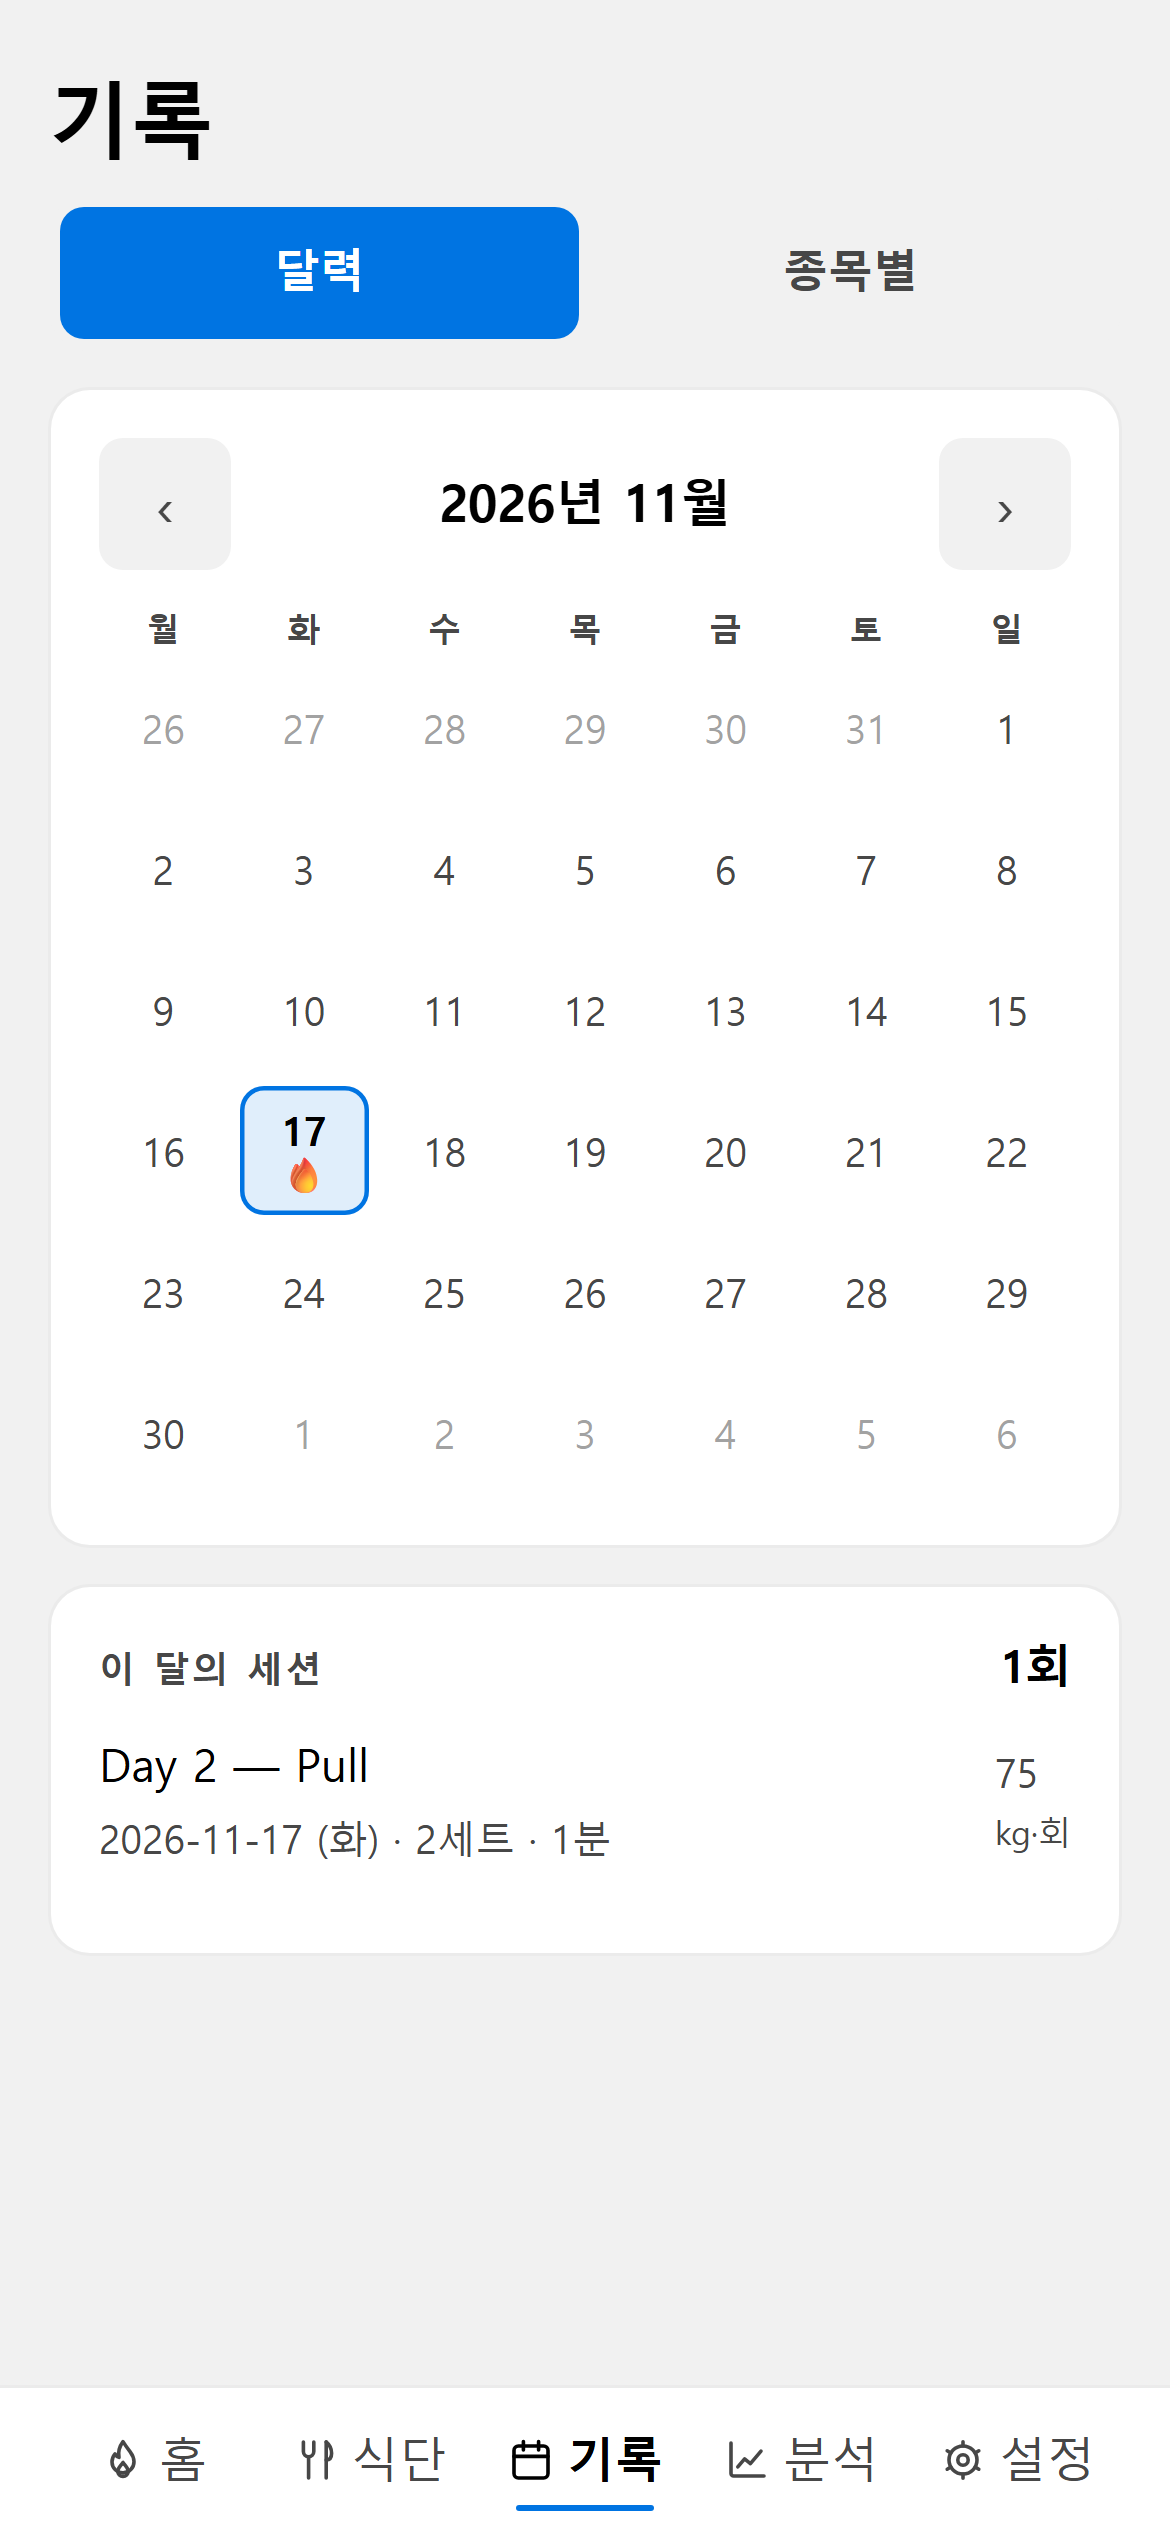 기록
달력 종목별
‹ 2026년 11월 ›
월 화 수 목 금 토 일
26 27 28 29 30 31 1
2 3 4 5 6 7 8
9 10 11 12 13 14 15
16 17 18 19 20 21 22
23 24 25 26 27 28 29
30 1 2 3 4 5 6
이 달의 세션 1회
Day 2 — Pull 75
2026-11-17 (화) · 2세트 · 1분 kg·회
홈 식단 기록 분석 설정